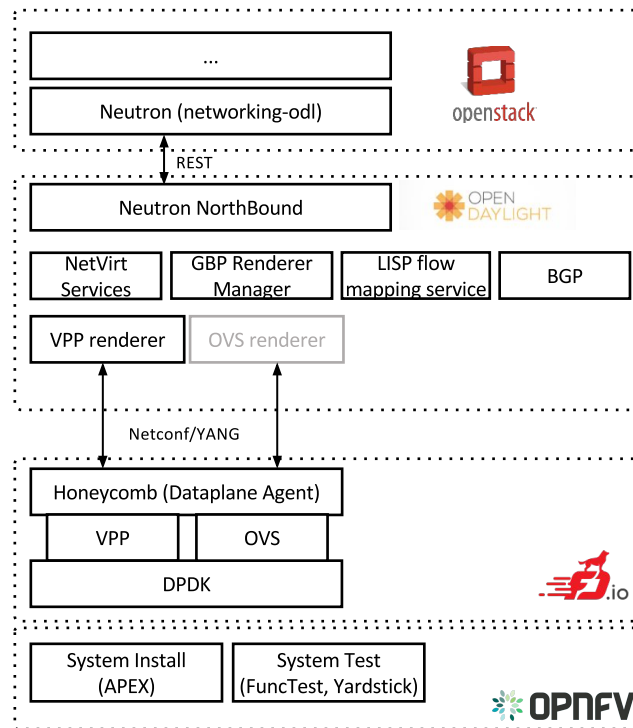 ...
Neutron (networking-odl)
openstack
REST
Neutron NorthBound
OPEN
DAYLIGHT
NetVirt
Services
GBP Renderer
Manager
LISP flow
mapping service
BGP
VPP renderer
OVS renderer
Netconf/YANG
Honeycomb (Dataplane Agent)
VPP
OVS
DPDK
FD.io
System Install
(APEX)
System Test
(FuncTest, Yardstick)
OPNFV